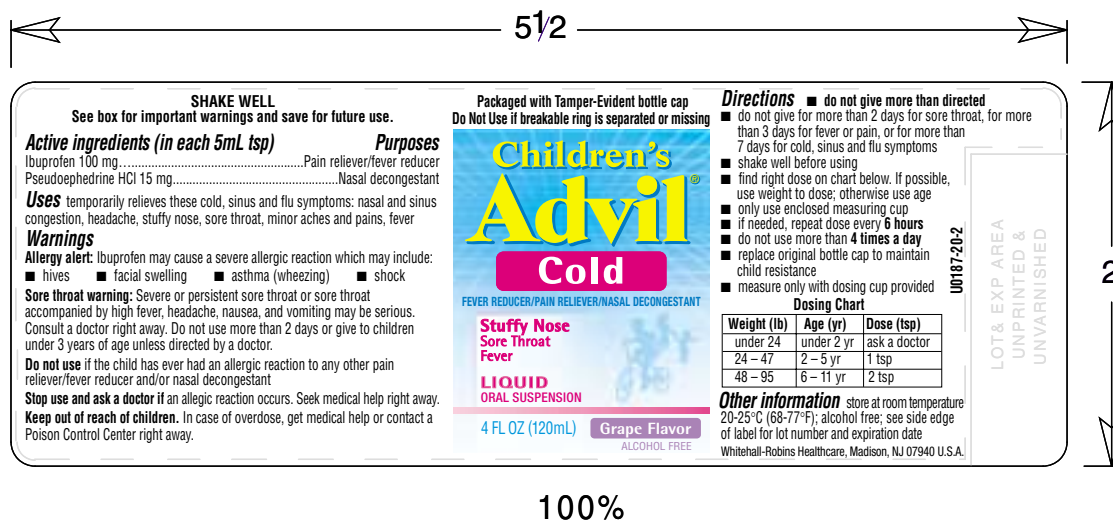 5 1/2
SHAKE WELL
See box for important warnings and save for future use.
Active ingredients (in each 5mL tsp) Purposes
Ibuprofen 100 mg....................................................Pain reliever/fever reducer
Pseudoephedrine HCl 15 mg..................................................Nasal decongestant
Uses temporarily relieves these cold, sinus and flu symptoms: nasal and sinus
congestion, headache, stuffy nose, sore throat, minor aches and pains, fever
Warnings
Allergy alert: Ibuprofen may cause a severe allergic reaction which may include:
■ hives ■ facial swelling ■ asthma (wheezing) ■ shock
Sore throat warning: Severe or persistent sore throat or sore throat
accompanied by high fever, headache, nausea, and vomiting may be serious.
Consult a doctor right away. Do not use more than 2 days or give to children
under 3 years of age unless directed by a doctor.
Do not use if the child has ever had an allergic reaction to any other pain
reliever/fever reducer and/or nasal decongestant
Stop use and ask a doctor if an allegic reaction occurs. Seek medical help right away.
Keep out of reach of children. In case of overdose, get medical help or contact a
Poison Control Center right away.
Packaged with Tamper-Evident bottle cap
Do Not Use if breakable ring is separated or missing
Children's
Advil®
Cold
FEVER REDUCER/PAIN RELIEVER/NASAL DECONGESTANT
Stuffy Nose
Sore Throat
Fever
LIQUID
ORAL SUSPENSION
4 FL OZ (120mL) Grape Flavor
ALCOHOL FREE
Directions ■ do not give more than directed
■ do not give for more than 2 days for sore throat, for more
than 3 days for fever or pain, or for more than
7 days for cold, sinus and flu symptoms
■ shake well before using
■ find right dose on chart below. If possible,
use weight to dose; otherwise use age
■ only use enclosed measuring cup
■ if needed, repeat dose every 6 hours
■ do not use more than 4 times a day
■ replace original bottle cap to maintain
child resistance
■ measure only with dosing cup provided
Dosing Chart
Weight (lb) Age (yr) Dose (tsp)
under 24 under 2 yr ask a doctor
24 – 47 2 – 5 yr 1 tsp
48 – 95 6 – 11 yr 2 tsp
Other information store at room temperature
20-25°C (68-77°F); alcohol free; see side edge
of label for lot number and expiration date
Whitehall-Robins Healthcare, Madison, NJ 07940 U.S.A.
U0187-20-2
LOT& EXP AREA
UNPRINTED &
UNVARNISHED
2
100%